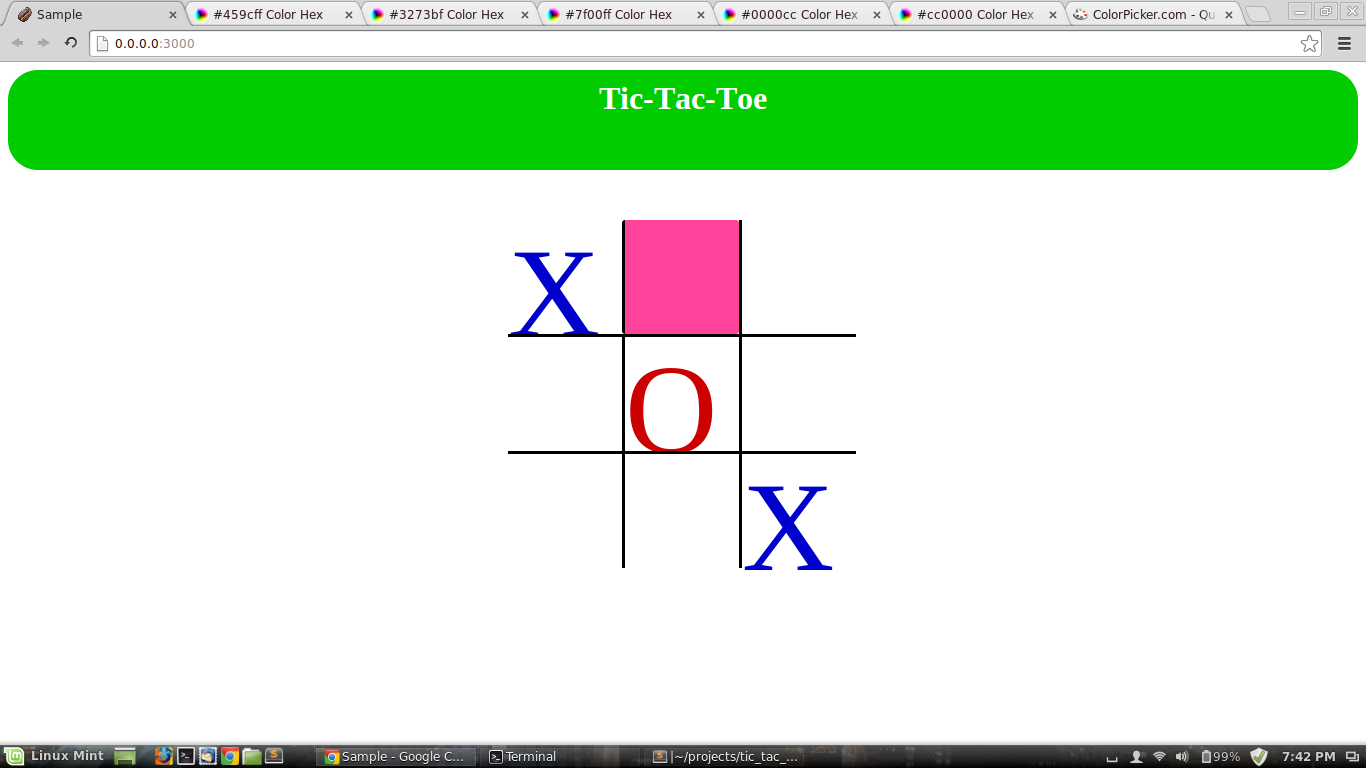 Sample
#459cff Color Hex
#3273bf Color Hex
#7f00ff Color Hex
#0000cc Color Hex
#cc0000 Color Hex
ColorPicker.com - Qu
0.0.0.0:3000
Tic-Tac-Toe
X
O
X
Linux Mint
Sample - Google C...
Terminal
|~/projects/tic_tac_...
99%
7:42 PM